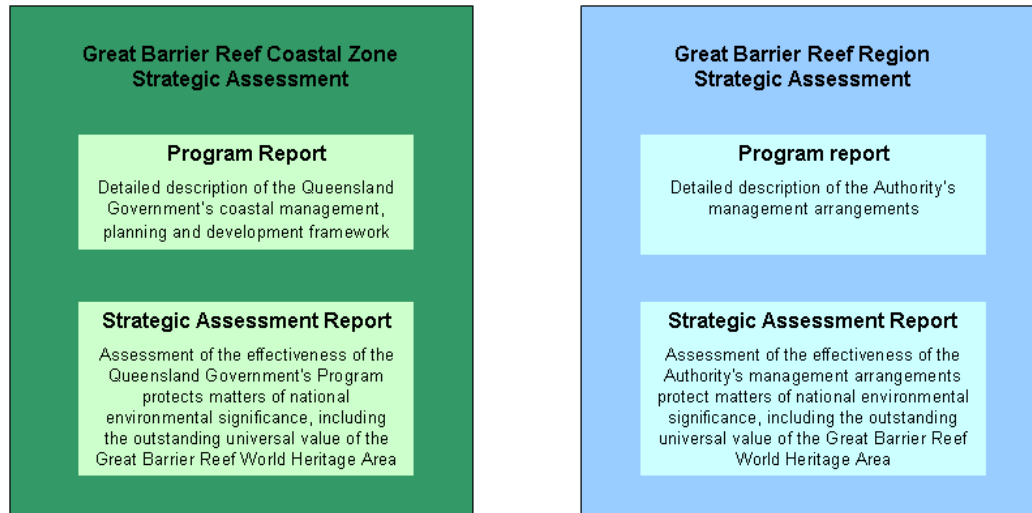 Great Barrier Reef Coastal Zone
Strategic Assessment
Program Report
Detailed description of the Queensland
Government's coastal management,
planning and development framework
Strategic Assessment Report
Assessment of the effectiveness of the
Queensland Government's Program
protects matters of national
environmental significance, including
the outstanding universal value of the
Great Barrier Reef World Heritage Area
Great Barrier Reef Region
Strategic Assessment
Program report
Detailed description of the Authority's
management arrangements
Strategic Assessment Report
Assessment of the effectiveness of the
Authority's management arrangements
protect matters of national environmental
significance, including the outstanding
universal value of the Great Barrier Reef
World Heritage Area